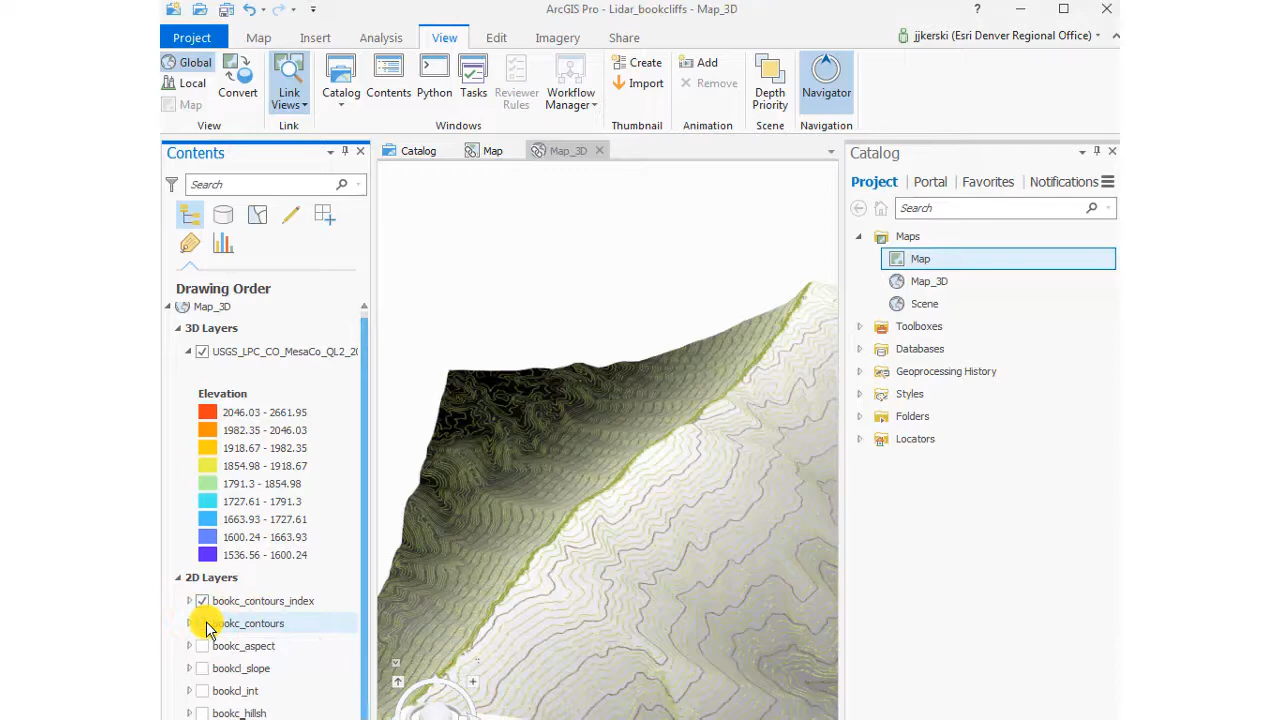 ArcGIS Pro - Lidar_bookcliffs - Map_3D
?
Project Map Insert Analysis View Edit Imagery Share
jjkerski (Esri Denver Regional Office)
Global
Local
Map
Convert
View
Link Views
Link
Catalog Contents Python Tasks Reviewer Rules Workflow Manager
Windows
Create
Import
Thumbnail
Add
Remove
Animation
Depth Priority
Scene
Navigator
Navigation
Contents
Search
Drawing Order
Map_3D
3D Layers
USGS_LPC_CO_MesaCo_QL2_20
Elevation
2046.03 - 2661.95
1982.35 - 2046.03
1918.67 - 1982.35
1854.98 - 1918.67
1791.3 - 1854.98
1727.61 - 1791.3
1663.93 - 1727.61
1600.24 - 1663.93
1536.56 - 1600.24
2D Layers
bookc_contours_index
bookc_contours
bookc_aspect
bookcl_slope
bookcl_int
bookc_hillsh
Catalog Map Map_3D
Catalog
Project Portal Favorites Notifications
Search
Maps
Map
Map_3D
Scene
Toolboxes
Databases
Geoprocessing History
Styles
Folders
Locators